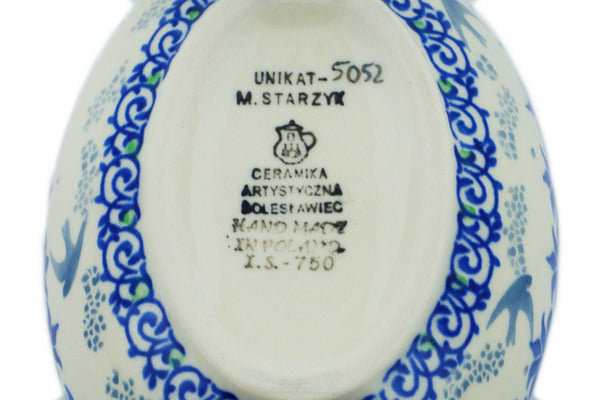 UNIKAT-5052
M. STARZYK
CERAMIKA
ARTYSTYCZNA
BOLESŁAWIEC
HAND MADE
IN POLAND
I.S.-750